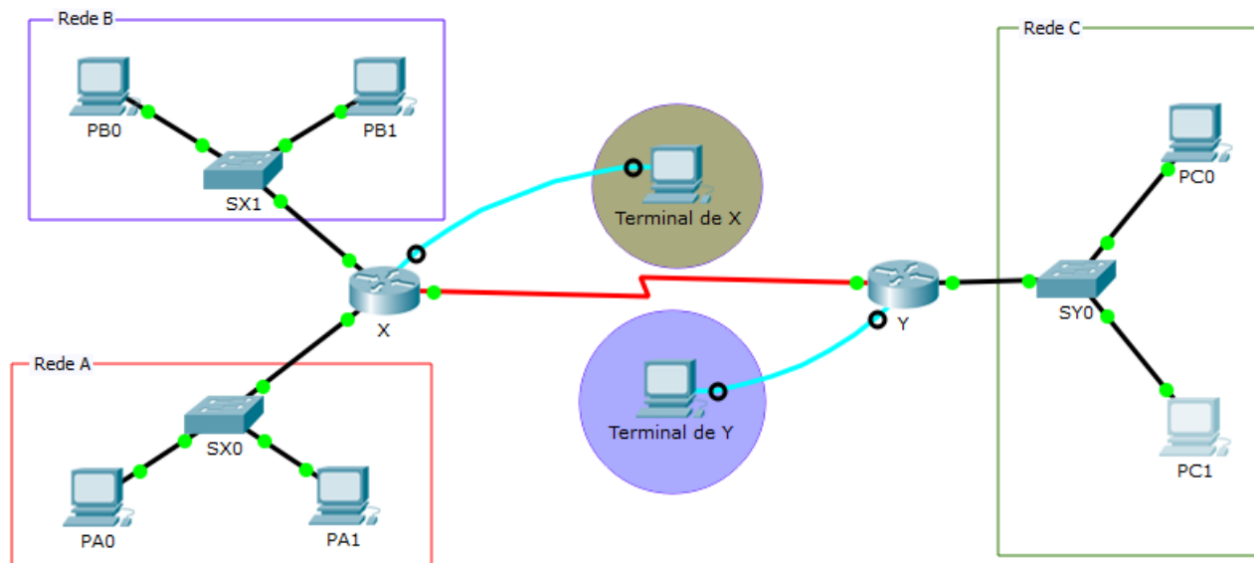 Rede B
PB0
PB1
SX1
Rede C
PC0
Terminal de X
X
Y
SY0
Terminal de Y
PC1
Rede A
SX0
PA0
PA1